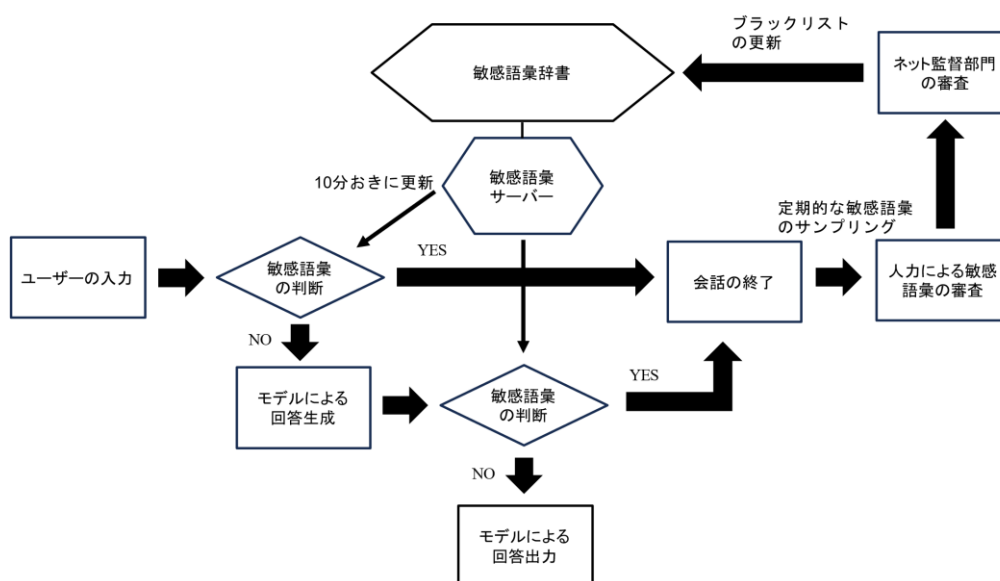 ブラックリスト
の更新
敏感語彙辞書
ネット監督部門
の審査
10分おきに更新
敏感語彙
サーバー
定期的な敏感語彙
のサンプリング
ユーザーの入力
敏感語彙
の判断
YES
会話の終了
人力による敏感
語彙の審査
NO
モデルによる
回答生成
敏感語彙
の判断
YES
NO
モデルによる
回答出力